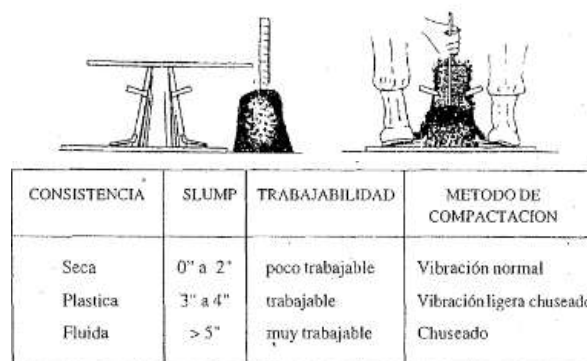 CONSISTENCIA SLUMP TRABAJABILIDAD METODO DE
COMPACTACION
Seca 0" a 2" poco trabajable Vibración normal
Plastica 3" a 4" trabajable Vibración ligera chuseado
Fluida > 5" muy trabajable Chuseado